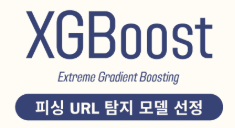 XGBoost
Extreme Gradient Boosting
피싱 URL 탐지 모델 선정